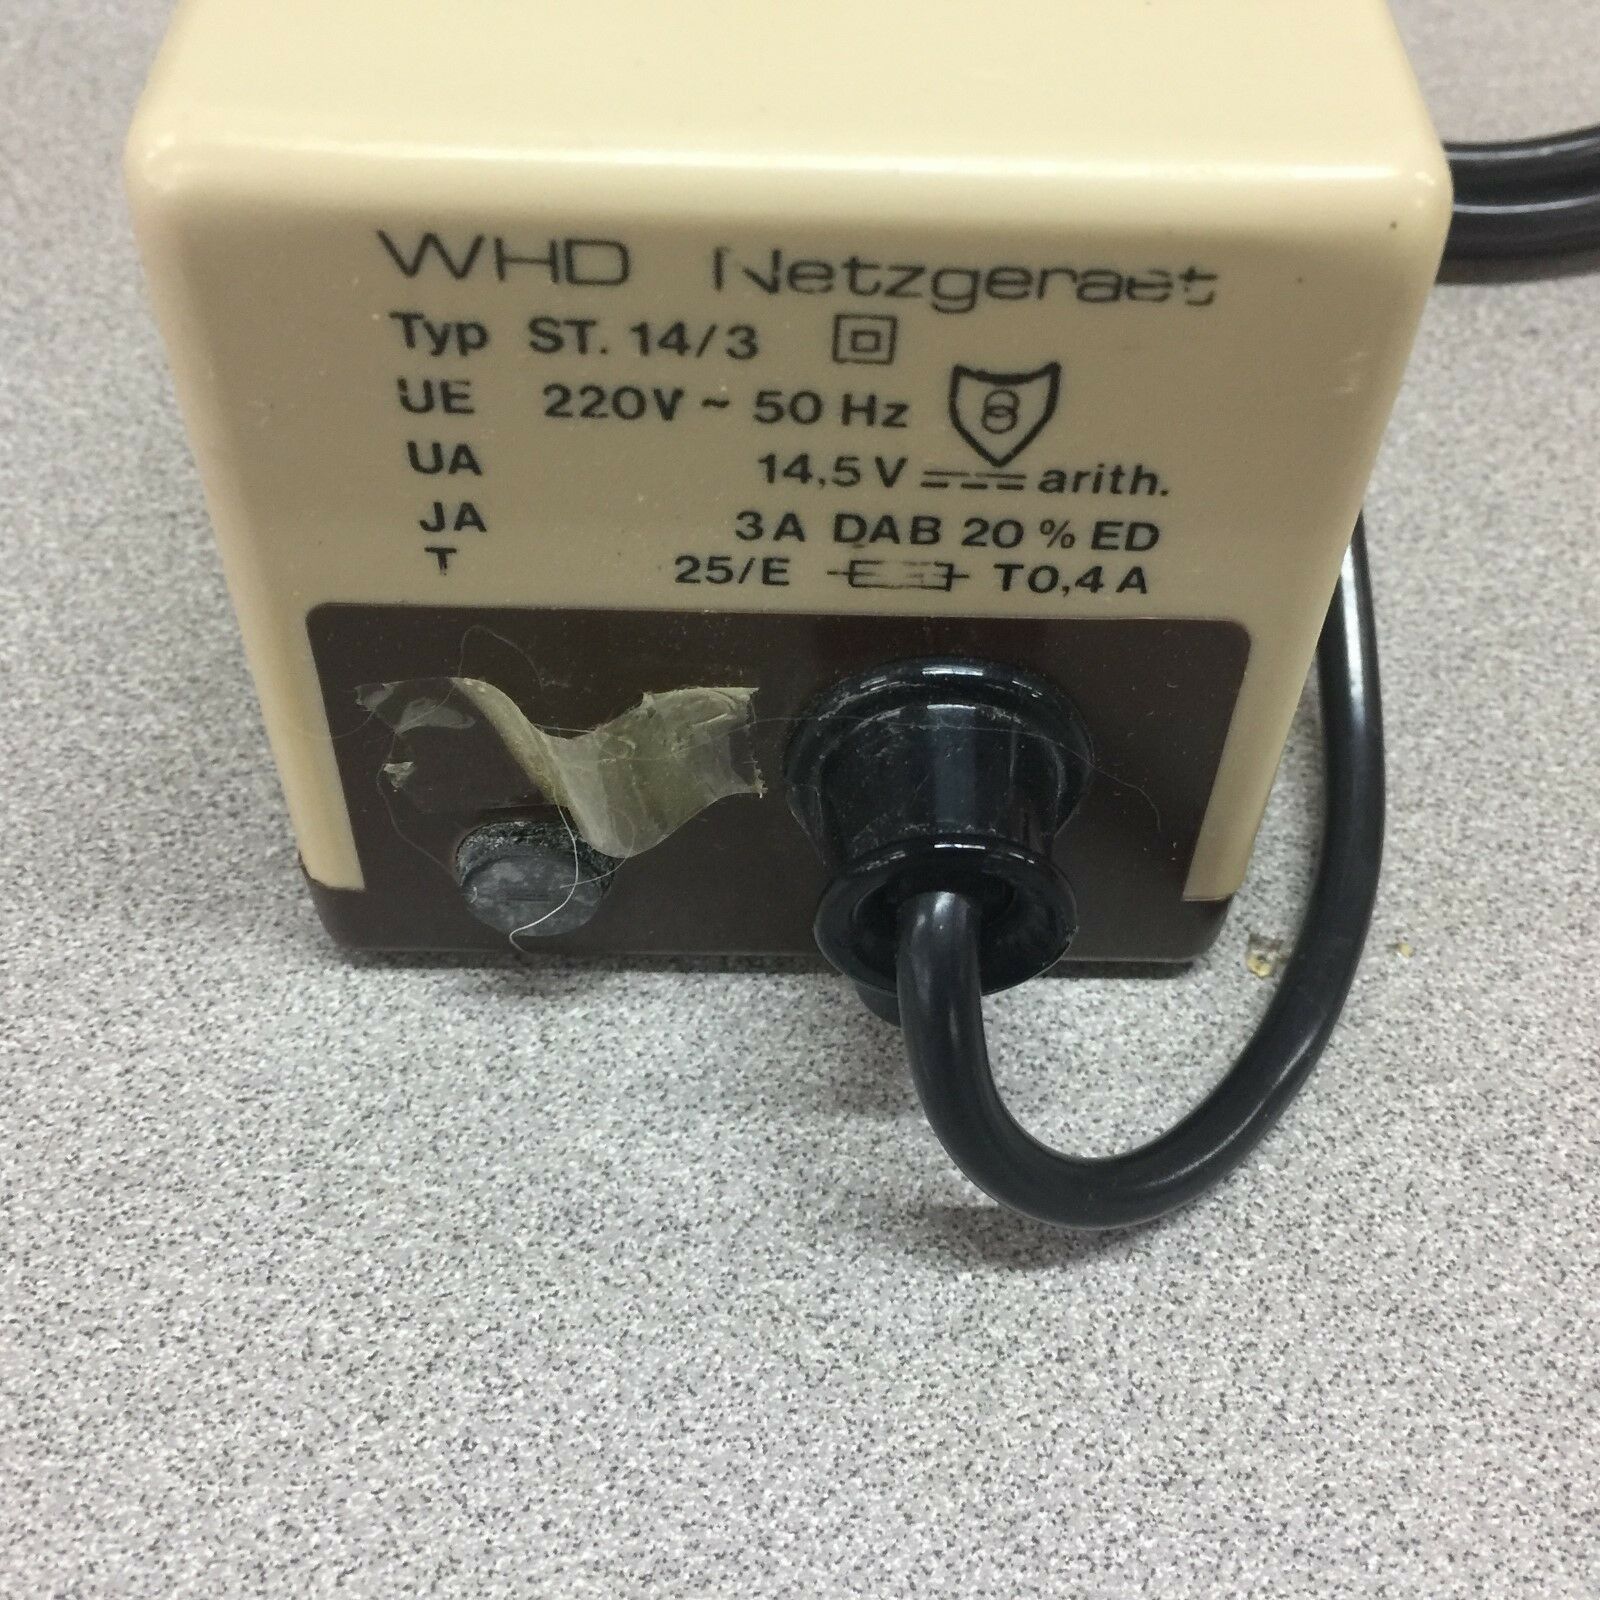 WHD Netzgeraet
Typ ST. 14/3
UE 220V ~ 50 Hz
UA 14,5 V arith.
JA 3 A DAB 20 % ED
T 25/E T0,4 A